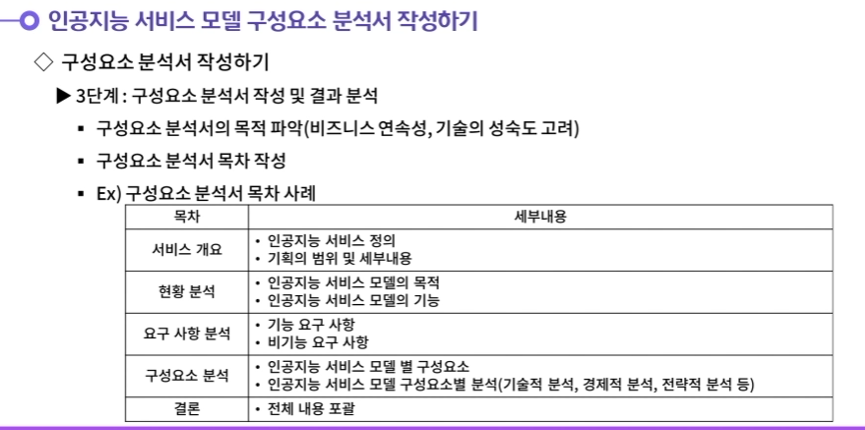 인공지능 서비스 모델 구성요소 분석서 작성하기
◇ 구성요소 분석서 작성하기
▶ 3단계 : 구성요소 분석서 작성 및 결과 분석
▪ 구성요소 분석서의 목적 파악(비즈니스 연속성, 기술의 성숙도 고려)
▪ 구성요소 분석서 목차 작성
▪ Ex) 구성요소 분석서 목차 사례
목차 세부내용
서비스 개요
• 인공지능 서비스 정의
• 기획의 범위 및 세부내용
현황 분석
• 인공지능 서비스 모델의 목적
• 인공지능 서비스 모델의 기능
요구 사항 분석
• 기능 요구 사항
• 비기능 요구 사항
구성요소 분석
• 인공지능 서비스 모델 별 구성요소
• 인공지능 서비스 모델 구성요소별 분석(기술적 분석, 경제적 분석, 전략적 분석 등)
결론
• 전체 내용 포괄